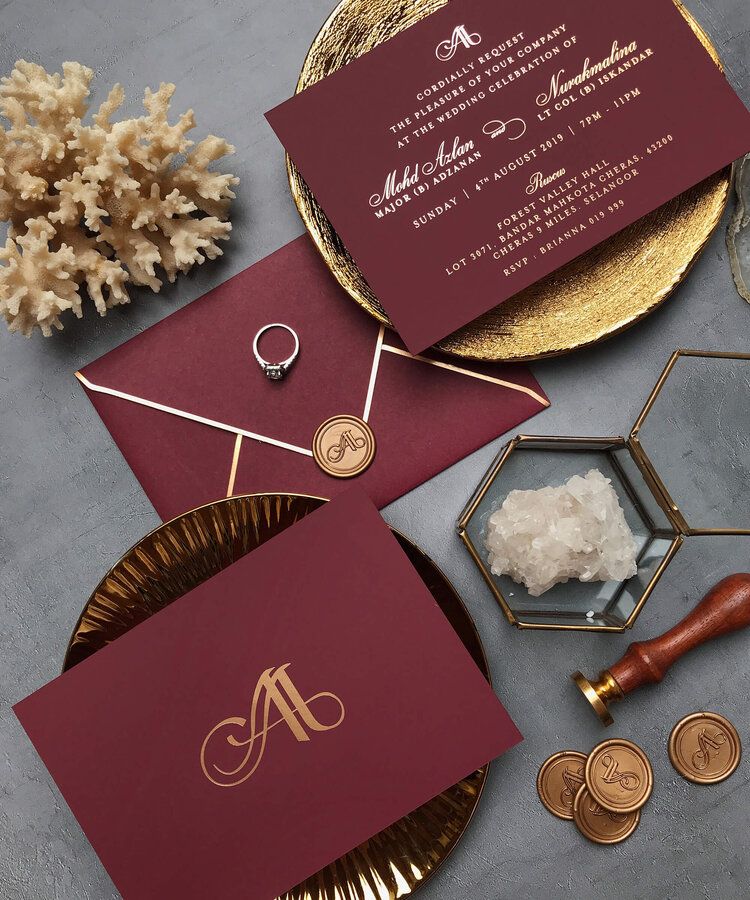 CORDIALLY REQUEST
THE PLEASURE OF YOUR COMPANY
AT THE WEDDING CELEBRATION OF
Mohd Azlan and Nurakmalina
MAJOR (B) ADZANAN LT COL (B) ISKANDAR
SUNDAY | 4TH AUGUST 2019 | 7PM - 11PM
Ruscus
FOREST VALLEY HALL
LOT 3071, BANDAR MAHKOTA CHERAS, 43200
CHERAS 9 MILES, SELANGOR
RSVP . BRIANNA 019 999